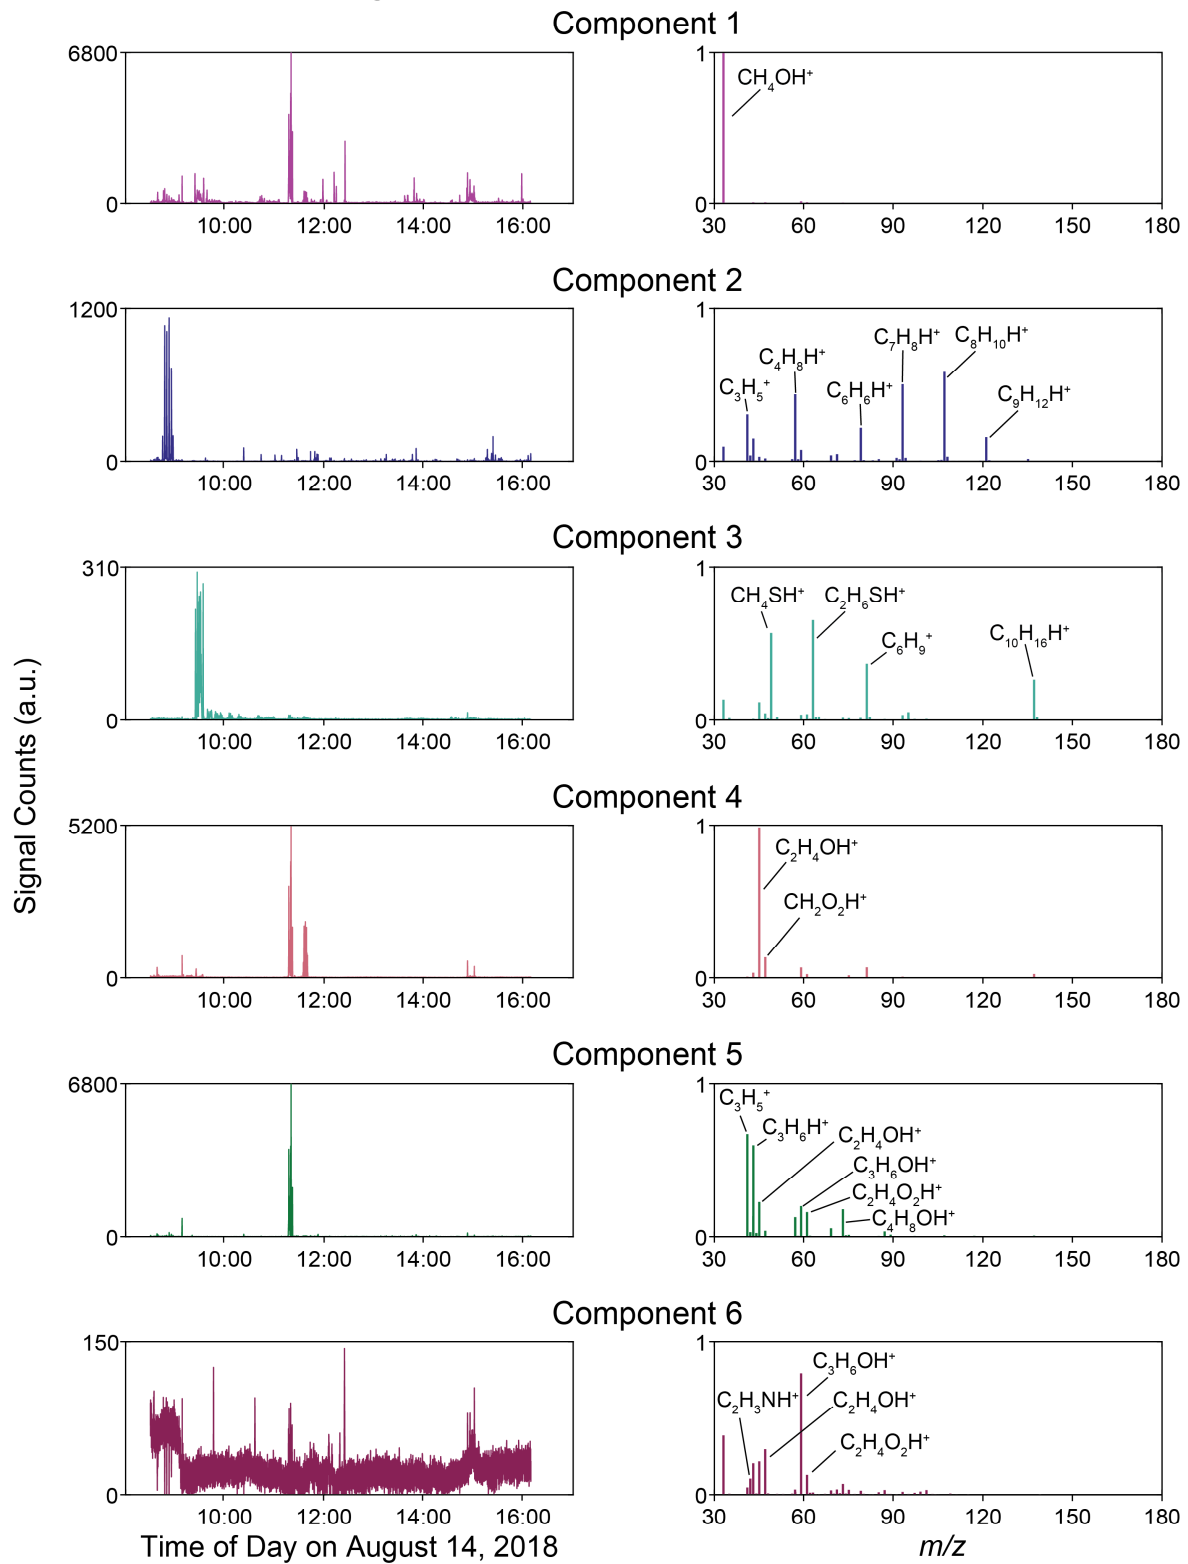 Component 1
6800
0
10:00 12:00 14:00 16:00
1
0
CH₄OH⁺
30 60 90 120 150 180
Component 2
1200
0
10:00 12:00 14:00 16:00
1
0
C₃H₅⁺
C₄H₈H⁺
C₆H₆H⁺
C₇H₈H⁺
C₈H₁₀H⁺
C₉H₁₂H⁺
30 60 90 120 150 180
Component 3
310
0
10:00 12:00 14:00 16:00
1
0
CH₄SH⁺
C₂H₆SH⁺
C₆H₉⁺
C₁₀H₁₆H⁺
30 60 90 120 150 180
Signal Counts (a.u.)
Component 4
5200
0
10:00 12:00 14:00 16:00
1
0
C₂H₄OH⁺
CH₂O₂H⁺
30 60 90 120 150 180
Component 5
6800
0
10:00 12:00 14:00 16:00
1
0
C₃H₅⁺
C₃H₆H⁺
C₂H₄OH⁺
C₃H₆OH⁺
C₂H₄O₂H⁺
C₄H₈OH⁺
30 60 90 120 150 180
Component 6
150
0
10:00 12:00 14:00 16:00
1
0
C₃H₆OH⁺
C₂H₃NH⁺
C₂H₄OH⁺
C₂H₄O₂H⁺
30 60 90 120 150 180
Time of Day on August 14, 2018
m/z